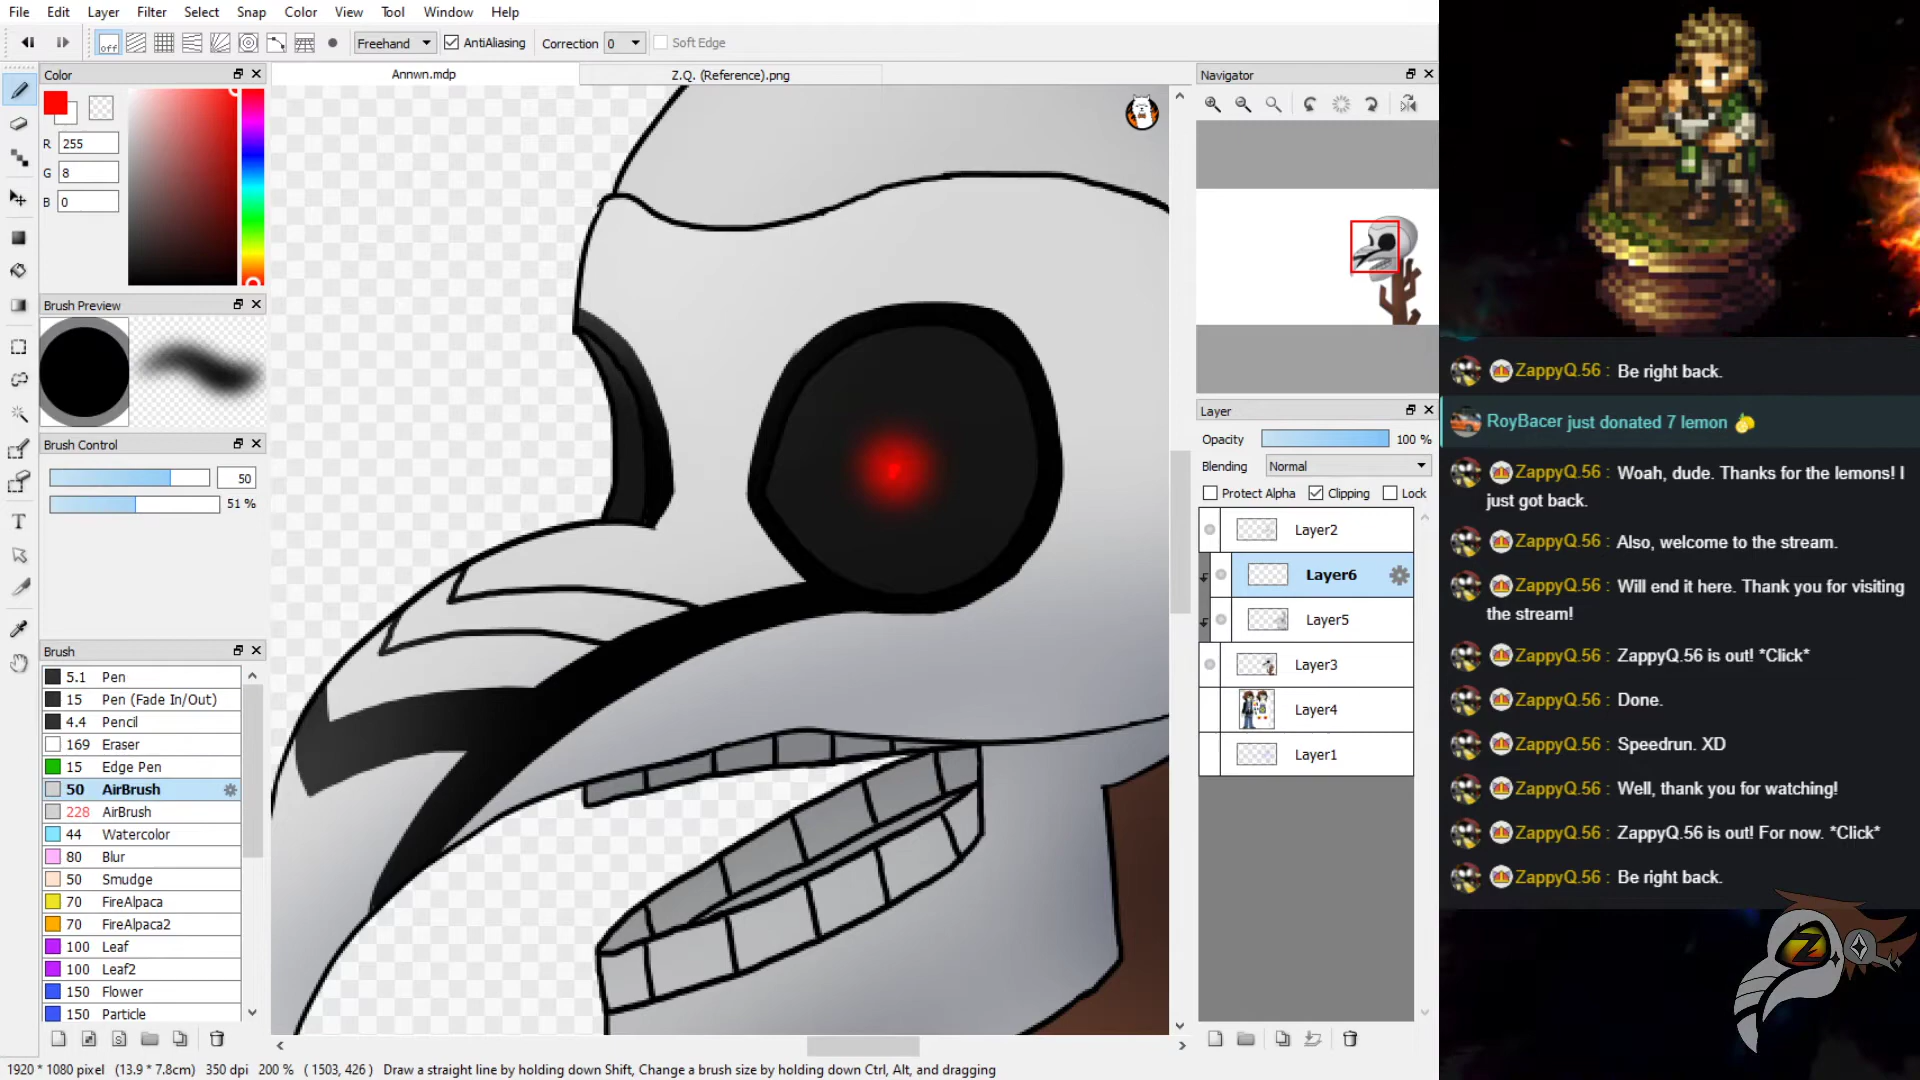 File Edit Filter Select Snap Color View Tool Window Help
Layer
off Freehand AntiAliasing Correction 0 Soft Edge
Color
Annwn.mdp
Z.Q. (Reference).png
Navigator
R 255
G 8
B 0
Brush Preview
Brush Control
50
51 %
Brush
5.1 Pen
15 Pen (Fade In/Out)
4.4 Pencil
169 Eraser
15 Edge Pen
50 AirBrush
228 AirBrush
44 Watercolor
80 Blur
50 Smudge
70 FireAlpaca
70 FireAlpaca2
100 Leaf
100 Leaf2
150 Flower
150 Particle
Layer
Opacity 100 %
Blending Normal
Protect Alpha Clipping Lock
Layer2
Layer6
Layer5
Layer3
Layer4
Layer1
1920 * 1080 pixel (13.9 * 7.8cm) 350 dpi 200 % ( 1503, 426 ) Draw a straight line by holding down Shift, Change a brush size by holding down Ctrl, Alt, and dragging
ZappyQ.56 : Be right back.
RoyBacer just donated 7 lemon
ZappyQ.56 : Woah, dude. Thanks for the lemons! I
just got back.
ZappyQ.56 : Also, welcome to the stream.
ZappyQ.56 : Will end it here. Thank you for visiting
the stream!
ZappyQ.56 : ZappyQ.56 is out! *Click*
ZappyQ.56 : Done.
ZappyQ.56 : Speedrun. XD
ZappyQ.56 : Well, thank you for watching!
ZappyQ.56 : ZappyQ.56 is out! For now. *Click*
ZappyQ.56 : Be right back.
Z